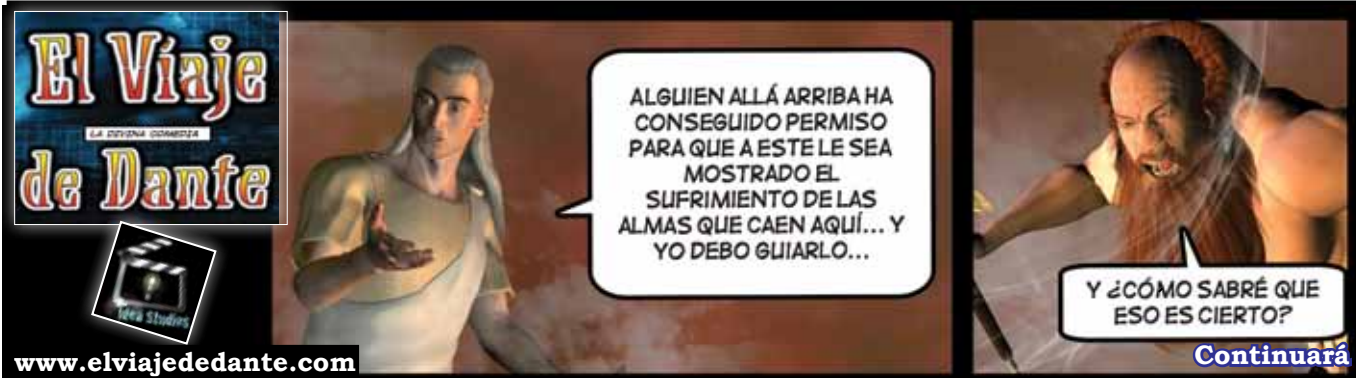 El Víaje
LA DIVINA COMEDIA
de Dante
Idea Studios
www.elviajededante.com
ALGUIEN ALLÁ ARRIBA HA
CONSEGUIDO PERMISO
PARA QUE A ESTE LE SEA
MOSTRADO EL
SUFRIMIENTO DE LAS
ALMAS QUE CAEN AQUÍ... Y
YO DEBO GUIARLO...
Y ¿CÓMO SABRÉ QUE
ESO ES CIERTO?
Continuará